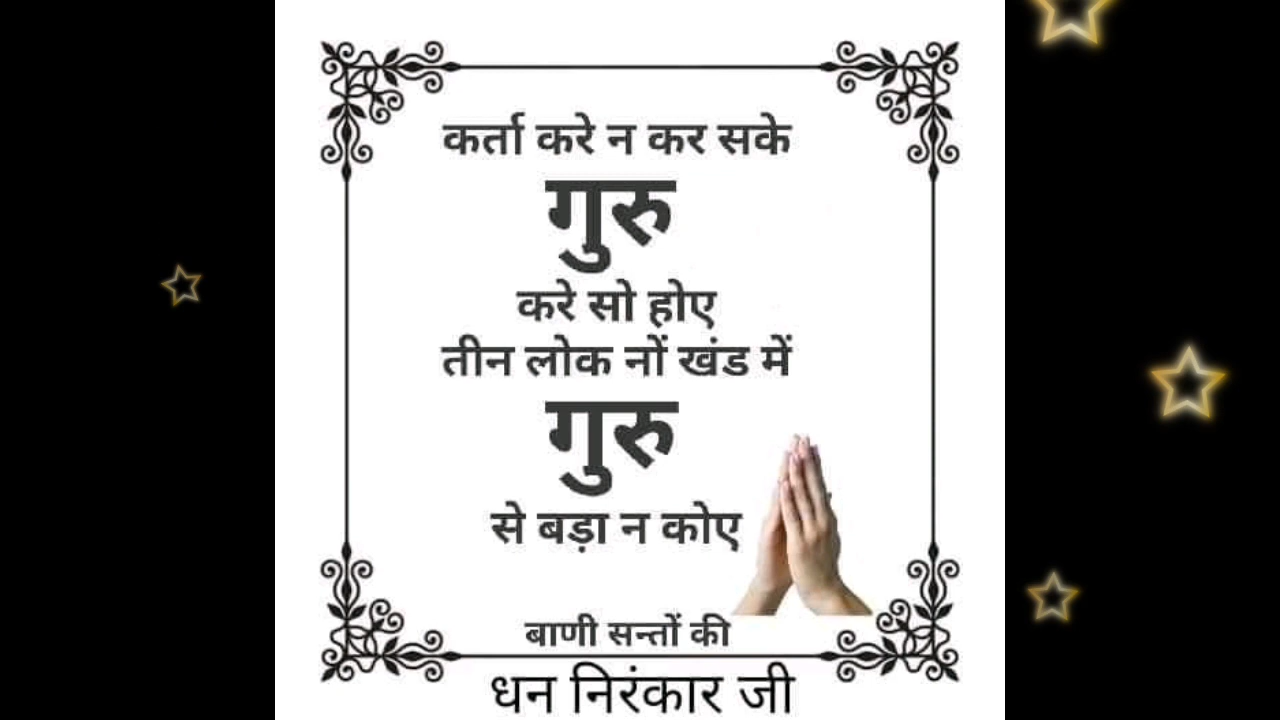 कर्ता करे न कर सके
गुरु
करे सो होए
तीन लोक नों खंड में
गुरु
से बड़ा न कोए
बाणी सन्तों की
धन निरंकार जी